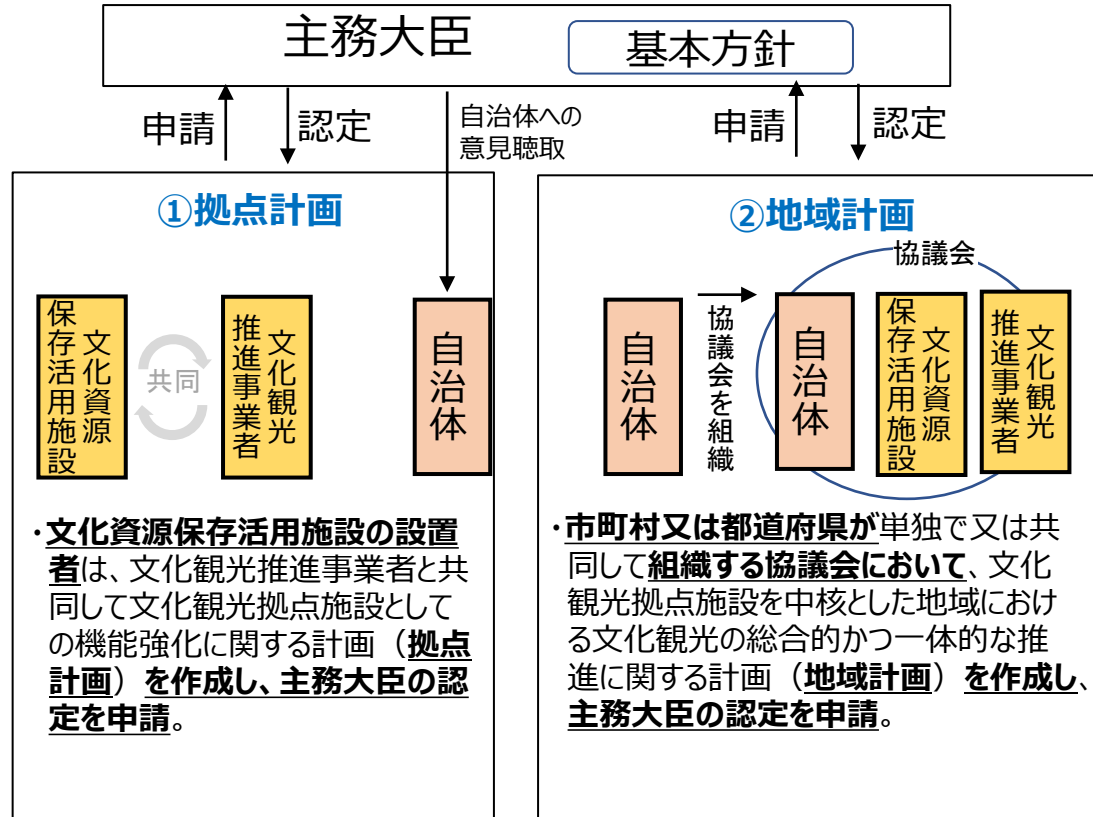 主務大臣
基本方針
申請
認定
自治体への
意見聴取
申請
認定
①拠点計画
文化資源
保存活用施設
共同
文化観光
推進事業者
自治体
・文化資源保存活用施設の設置
者は、文化観光推進事業者と共
同して文化観光拠点施設として
の機能強化に関する計画（拠点
計画）を作成し、主務大臣の認
定を申請。
②地域計画
協議会
自治体
協議会を組織
自治体
文化資源
保存活用施設
文化観光
推進事業者
・市町村又は都道府県が単独で又は共
同して組織する協議会において、文化
観光拠点施設を中核とした地域におけ
る文化観光の総合的かつ一体的な推
進に関する計画（地域計画）を作成し、
主務大臣の認定を申請。